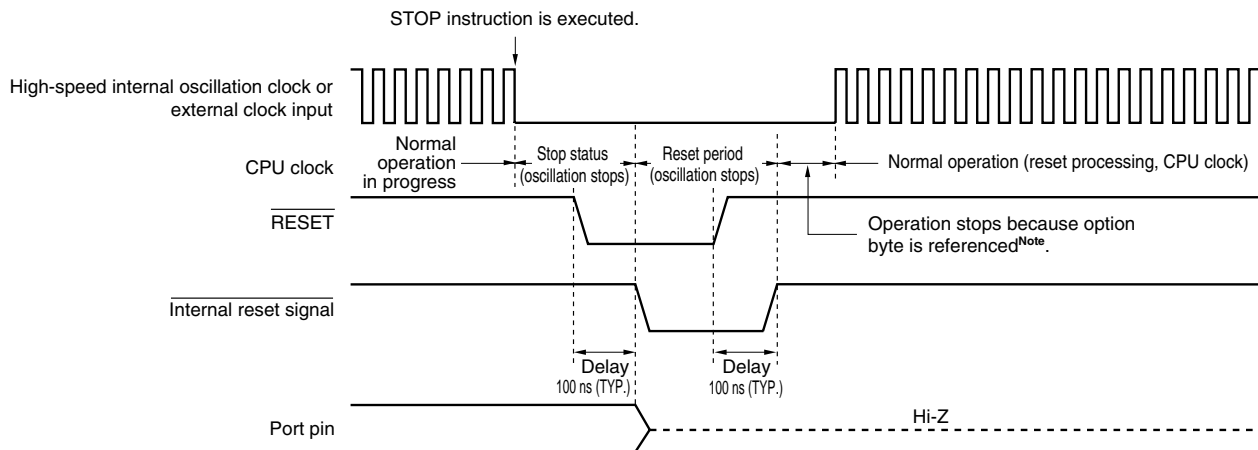 STOP instruction is executed.
High-speed internal oscillation clock or
external clock input
CPU clock
Normal
operation
in progress
Stop status
(oscillation stops)
Reset period
(oscillation stops)
Normal operation (reset processing, CPU clock)
RESET
Operation stops because option
byte is referencedNote.
Internal reset signal
Delay
100 ns (TYP.)
Delay
100 ns (TYP.)
Port pin
Hi-Z